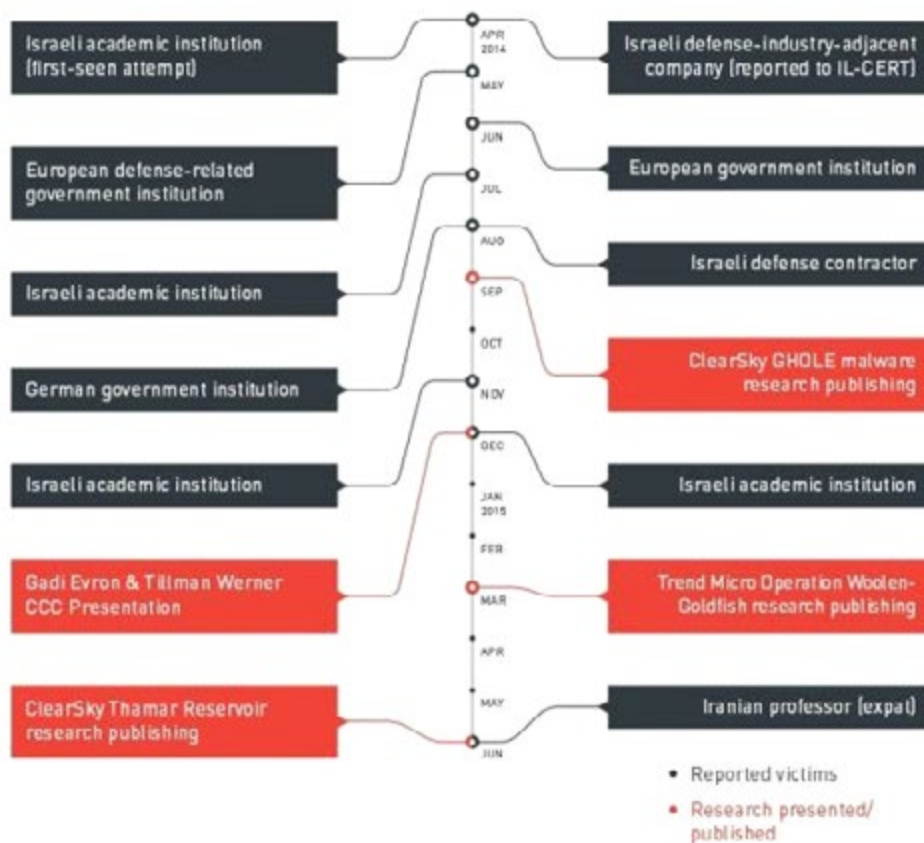 Israeli academic institution
(first-seen attempt)
European defense-related
government institution
Israeli academic institution
German government institution
Israeli academic institution
Gadi Evron & Tillman Werner
CCC Presentation
ClearSky Thamar Reservoir
research publishing
APR
2014
MAY
JUN
JUL
AUG
SEP
OCT
NOV
DEC
JAN
2015
FEB
MAR
APR
MAY
JUN
Israeli defense-industry-adjacent
company (reported to IL-CERT)
European government institution
Israeli defense contractor
ClearSky GHOLE malware
research publishing
Israeli academic institution
Trend Micro Operation Woolen-
Goldfish research publishing
Iranian professor (expat)
Reported victims
Research presented/
published